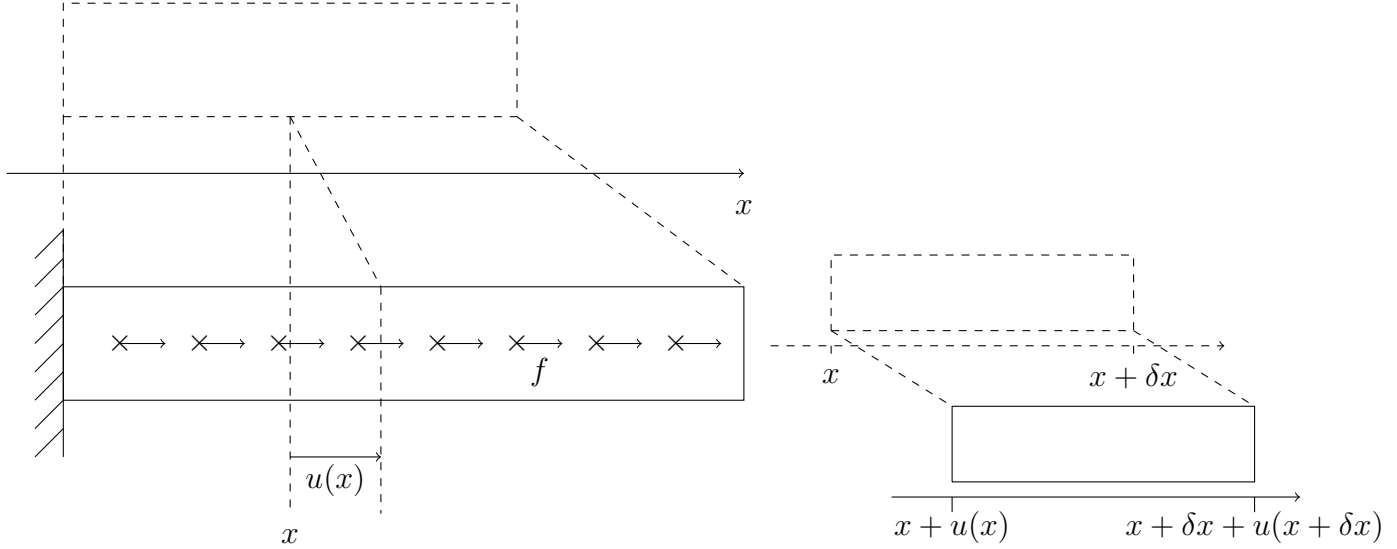 x
f
u(x)
x
x
x + δx
x + u(x)
x + δx + u(x + δx)